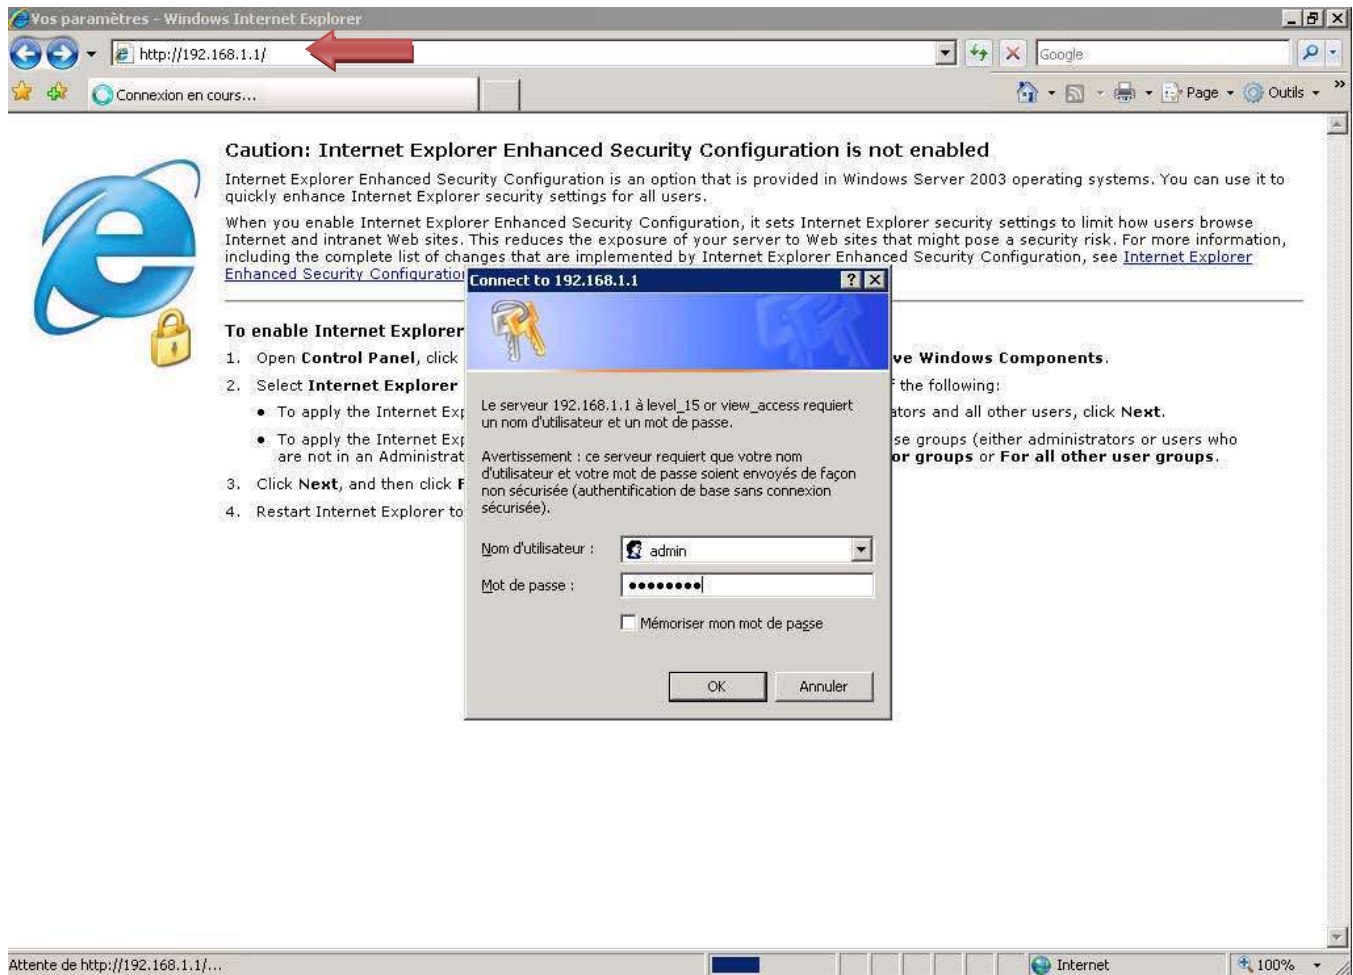 Vos paramètres - Windows Internet Explorer
http://192.168.1.1/
Google
Connexion en cours...
Page
Outils
»
Caution: Internet Explorer Enhanced Security Configuration is not enabled
Internet Explorer Enhanced Security Configuration is an option that is provided in Windows Server 2003 operating systems. You can use it to
quickly enhance Internet Explorer security settings for all users.
When you enable Internet Explorer Enhanced Security Configuration, it sets Internet Explorer security settings to limit how users browse
Internet and intranet Web sites. This reduces the exposure of your server to Web sites that might pose a security risk. For more information,
including the complete list of changes that are implemented by Internet Explorer Enhanced Security Configuration, see Internet Explorer
Enhanced Security Configuratio
To enable Internet Explorer
1. Open Control Panel, click ve Windows Components.
2. Select Internet Explorer the following:
• To apply the Internet Exp ators and all other users, click Next.
• To apply the Internet Exp se groups (either administrators or users who
are not in an Administrat or groups or For all other user groups.
3. Click Next, and then click F
4. Restart Internet Explorer to
Connect to 192.168.1.1
Le serveur 192.168.1.1 à level_15 or view_access requiert
un nom d'utilisateur et un mot de passe.
Avertissement : ce serveur requiert que votre nom
d'utilisateur et votre mot de passe soient envoyés de façon
non sécurisée (authentification de base sans connexion
sécurisée).
Nom d'utilisateur :
admin
Mot de passe :
••••••••
Mémoriser mon mot de passe
OK
Annuler
Attente de http://192.168.1.1/...
Internet
100%